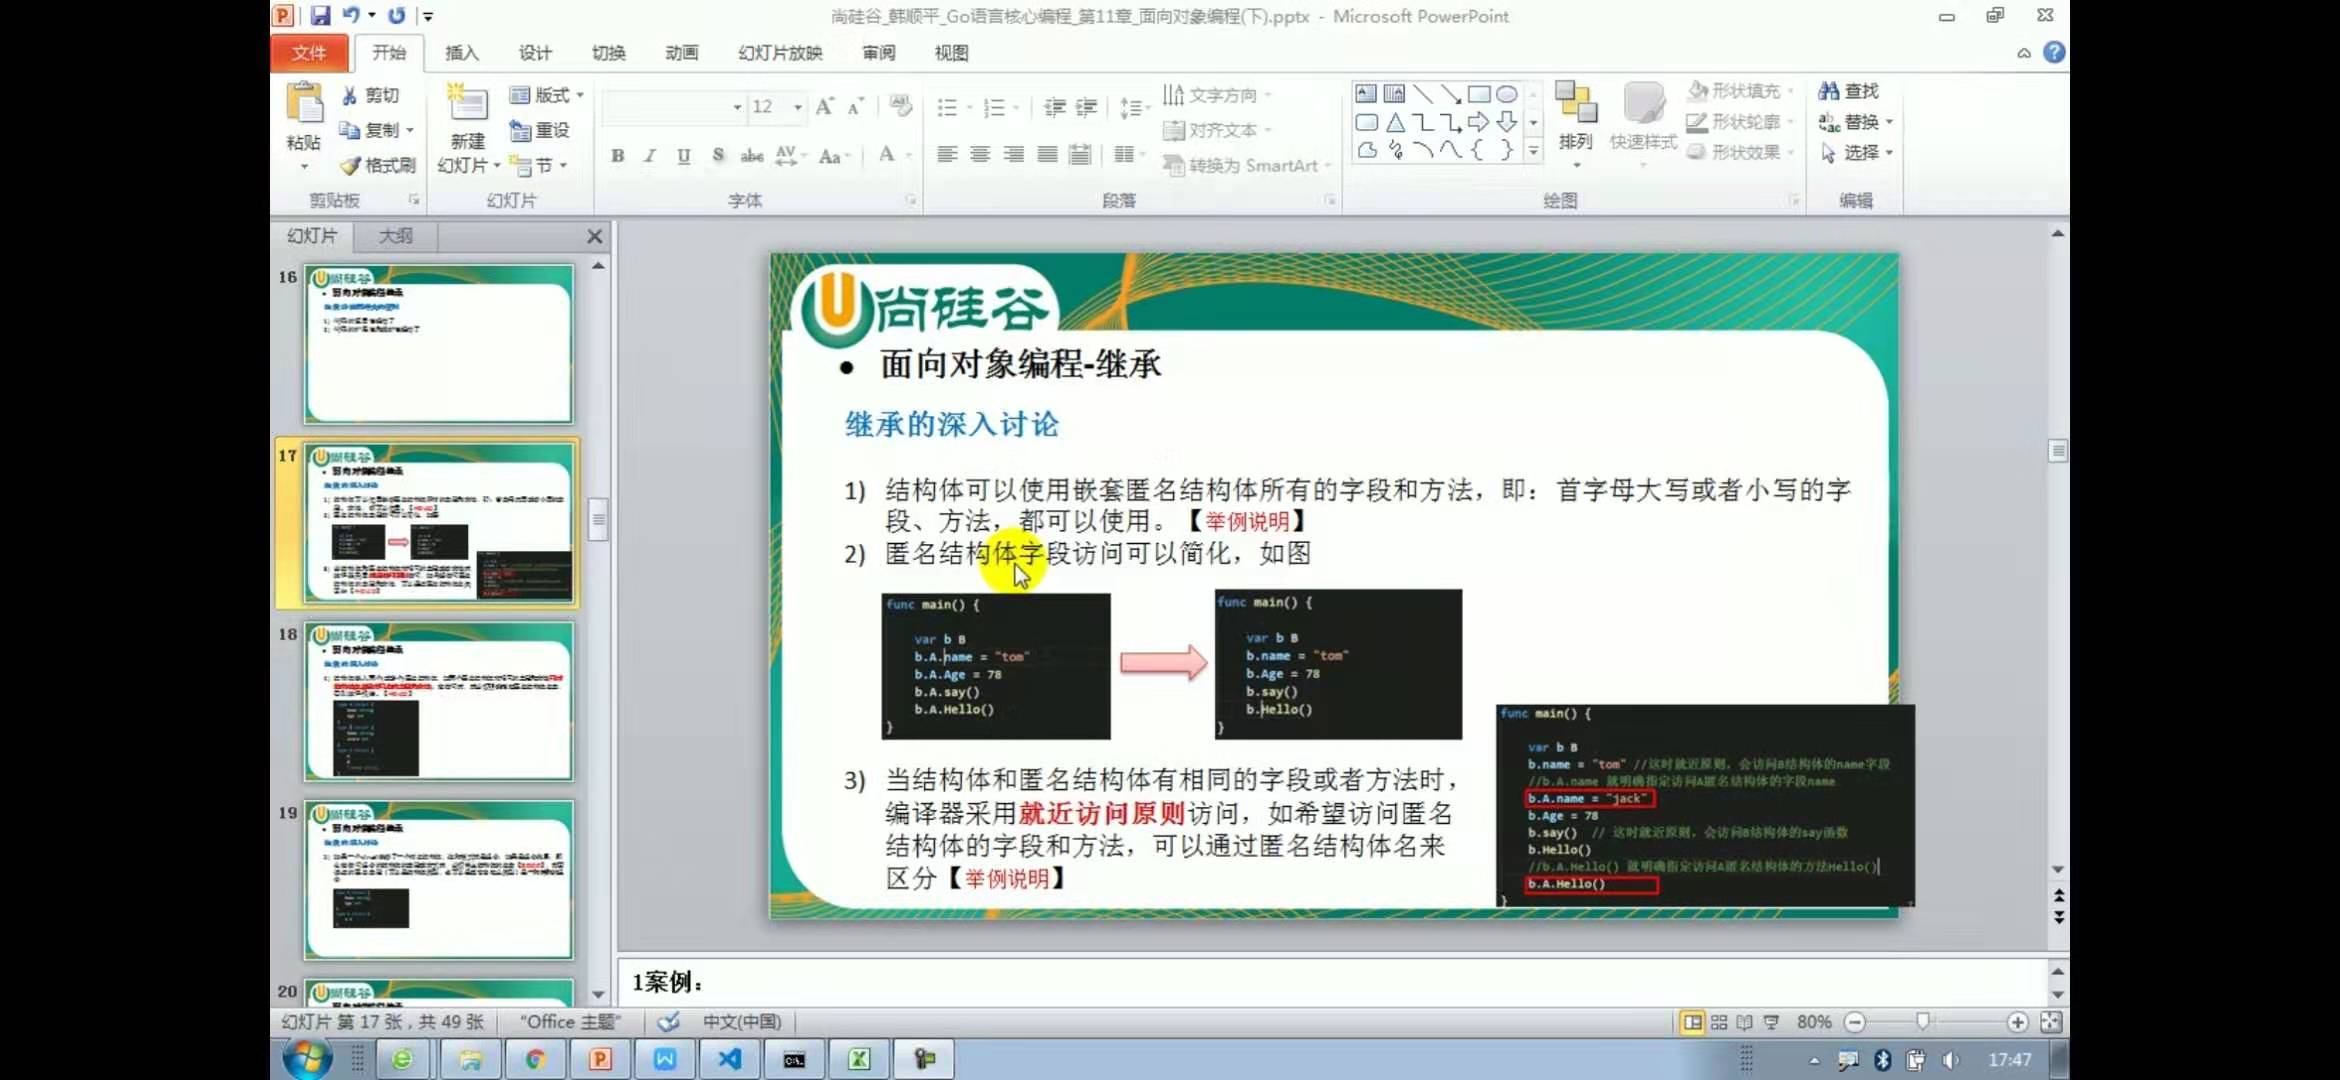 尚硅谷_韩顺平_Go语言核心编程_第11章_面向对象编程(下).pptx - Microsoft PowerPoint
文件 开始 插入 设计 切换 动画 幻灯片放映 审阅 视图
粘贴 剪切 复制 格式刷 剪贴板
新建 幻灯片 版式 重设 节 幻灯片
12 字体
文字方向 对齐文本 转换为 SmartArt 段落
排列 快速样式 形状填充 形状轮廓 形状效果 绘图
查找 替换 选择 编辑
幻灯片 大纲
16
17
18
19
20
尚硅谷
• 面向对象编程-继承
继承的深入讨论
1) 结构体可以使用嵌套匿名结构体所有的字段和方法，即：首字母大写或者小写的字
段、方法，都可以使用。【举例说明】
2) 匿名结构体字段访问可以简化，如图
func main() {
var b B
b.A.name = "tom"
b.A.Age = 78
b.A.say()
b.A.Hello()
}
func main() {
var b B
b.name = "tom"
b.Age = 78
b.say()
b.Hello()
}
3) 当结构体和匿名结构体有相同的字段或者方法时，
编译器采用就近访问原则访问，如希望访问匿名
结构体的字段和方法，可以通过匿名结构体名来
区分【举例说明】
func main() {
var b B
b.name = "tom" //这时就近原则，会访问B结构体的name字段
//b.A.name 就明确指定访问A匿名结构体的字段name
b.A.name = "jack"
b.Age = 78
b.say() // 这时就近原则，会访问B结构体的say函数
b.Hello()
//b.A.Hello() 就明确指定访问A匿名结构体的方法Hello()
b.A.Hello()
}
1案例：
幻灯片 第 17 张，共 49 张 "Office 主题" 中文(中国) 80%
17:47